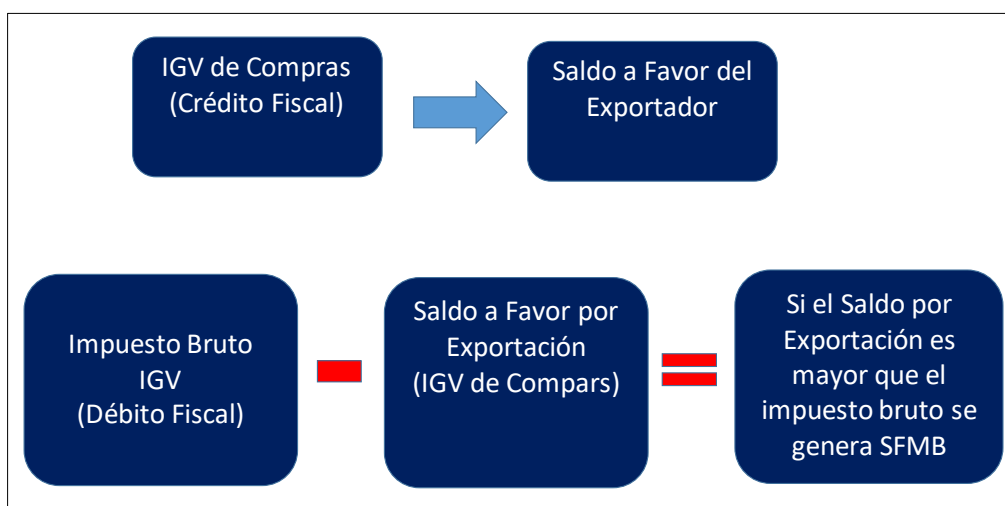 IGV de Compras
(Crédito Fiscal)
Saldo a Favor del
Exportador
Impuesto Bruto
IGV
(Débito Fiscal)
Saldo a Favor por
Exportación
(IGV de Compars)
Si el Saldo por
Exportación es
mayor que el
impuesto bruto se
genera SFMB